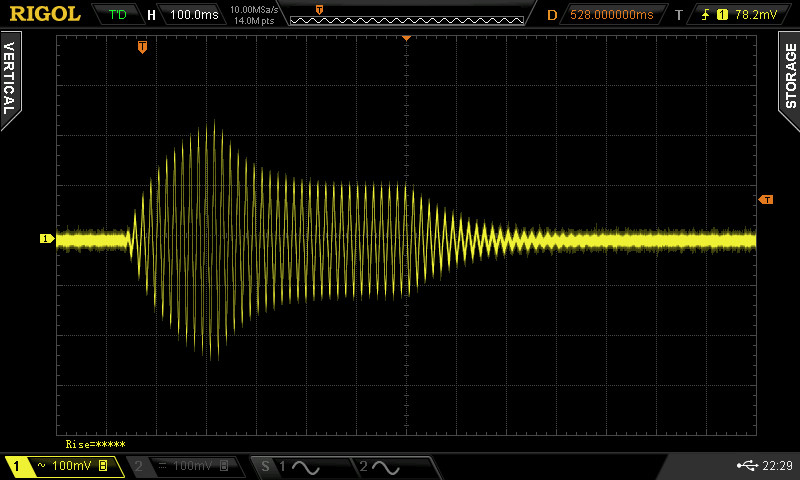 RIGOL T'D H 100.0ms 10.00MSa/s D 528.000000ms T 1 78.2mV
14.0M pts
T
VERTICAL
STORAGE
T
1
Rise=*****
1 ~ 100mV B 2 = 100mV B S 1 2 22:29